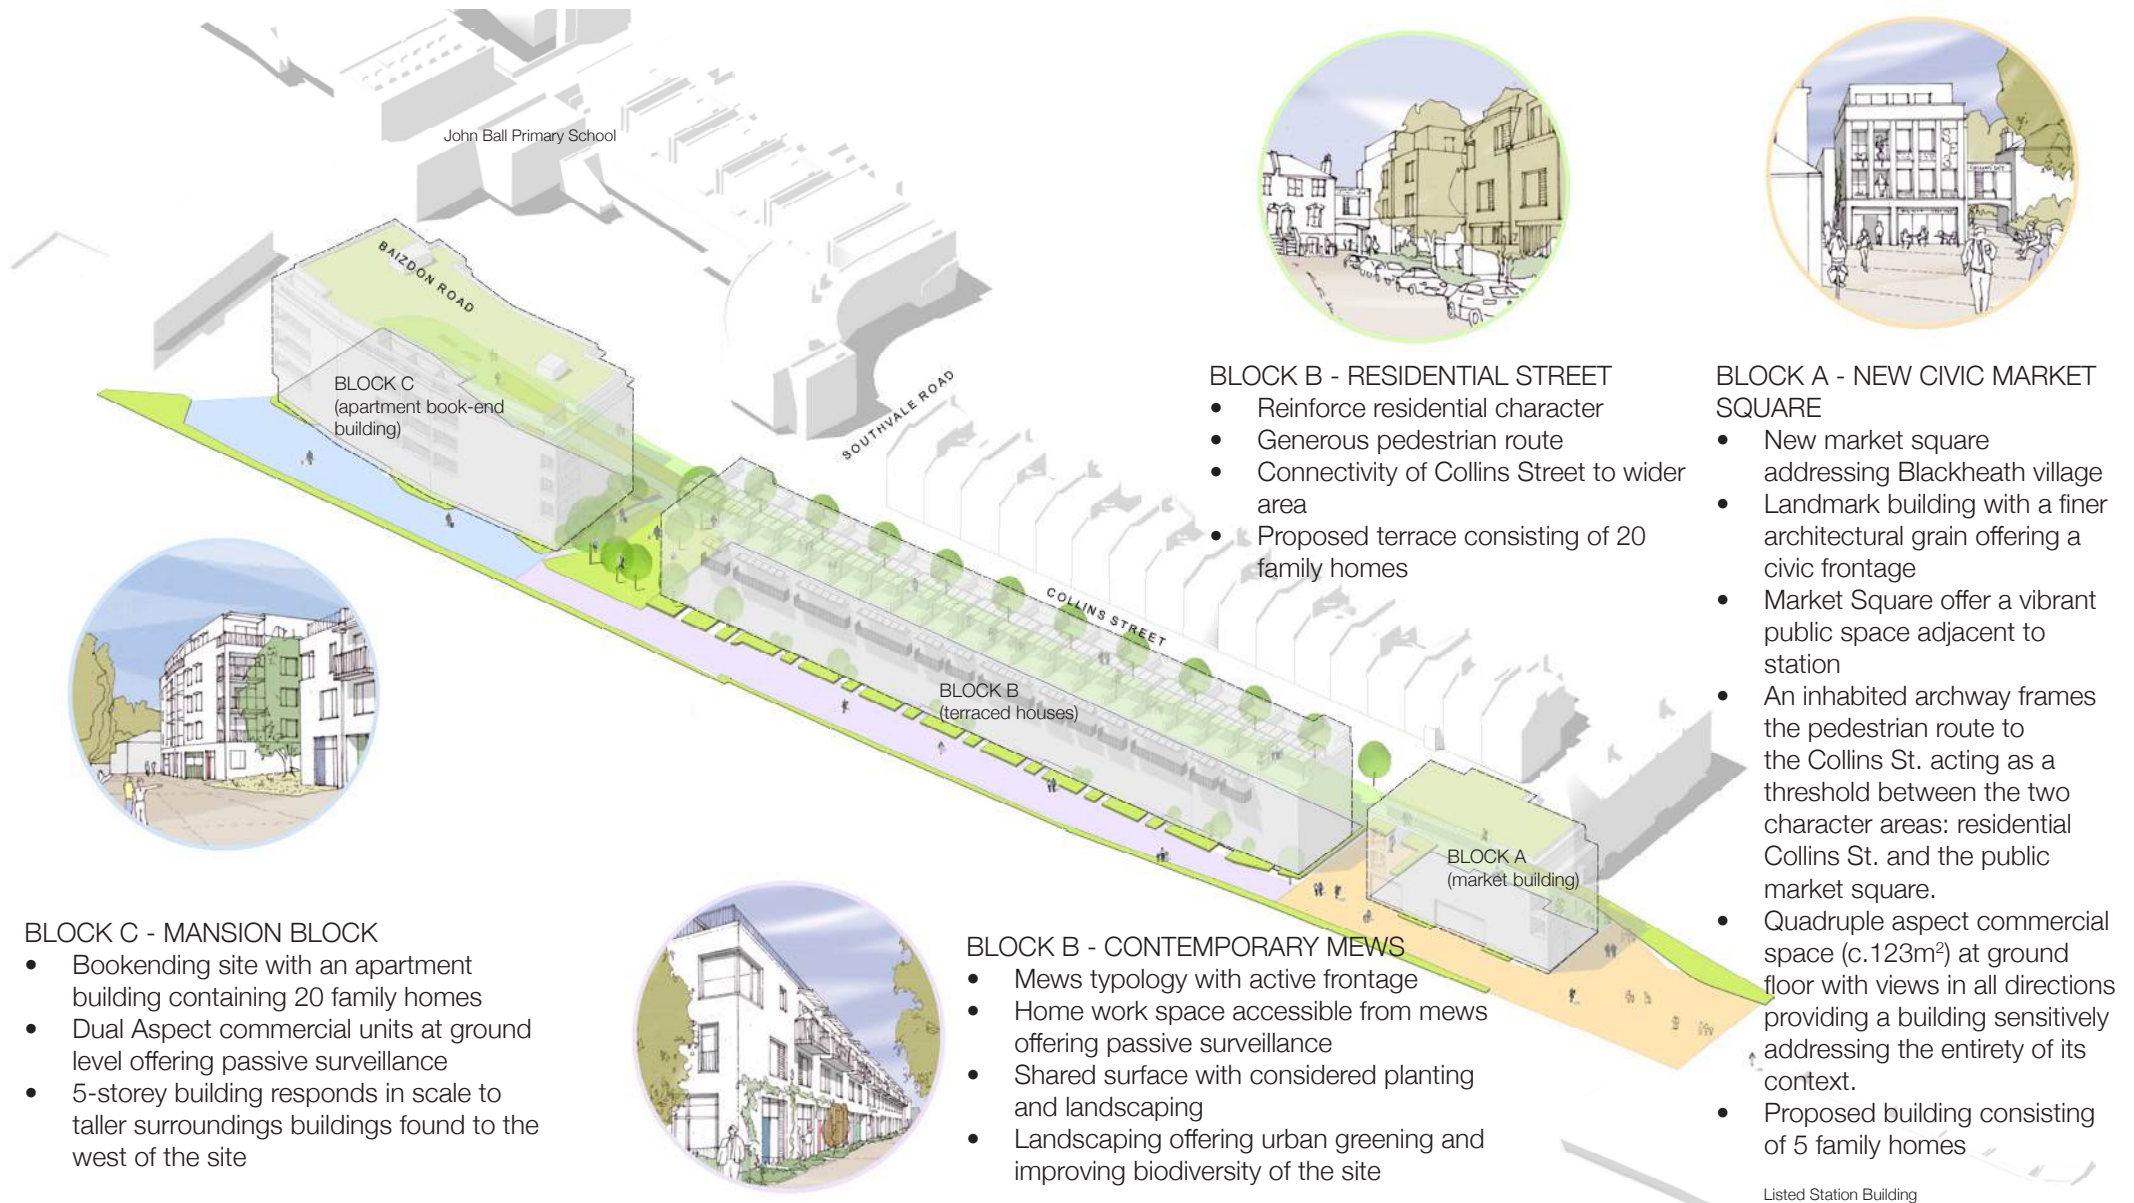 John Ball Primary School
BAIZDON ROAD
BLOCK C
(apartment book-end
building)
SOUTHVALE ROAD
COLLINS STREET
BLOCK B
(terraced houses)
BLOCK A
(market building)
BLOCK B - RESIDENTIAL STREET
• Reinforce residential character
• Generous pedestrian route
• Connectivity of Collins Street to wider
area
• Proposed terrace consisting of 20
family homes
BLOCK A - NEW CIVIC MARKET
SQUARE
• New market square
addressing Blackheath village
• Landmark building with a finer
architectural grain offering a
civic frontage
• Market Square offer a vibrant
public space adjacent to
station
• An inhabited archway frames
the pedestrian route to
the Collins St. acting as a
threshold between the two
character areas: residential
Collins St. and the public
market square.
• Quadruple aspect commercial
space (c.123m²) at ground
floor with views in all directions
providing a building sensitively
addressing the entirety of its
context.
• Proposed building consisting
of 5 family homes
Listed Station Building
BLOCK C - MANSION BLOCK
• Bookending site with an apartment
building containing 20 family homes
• Dual Aspect commercial units at ground
level offering passive surveillance
• 5-storey building responds in scale to
taller surroundings buildings found to the
west of the site
BLOCK B - CONTEMPORARY MEWS
• Mews typology with active frontage
• Home work space accessible from mews
offering passive surveillance
• Shared surface with considered planting
and landscaping
• Landscaping offering urban greening and
improving biodiversity of the site